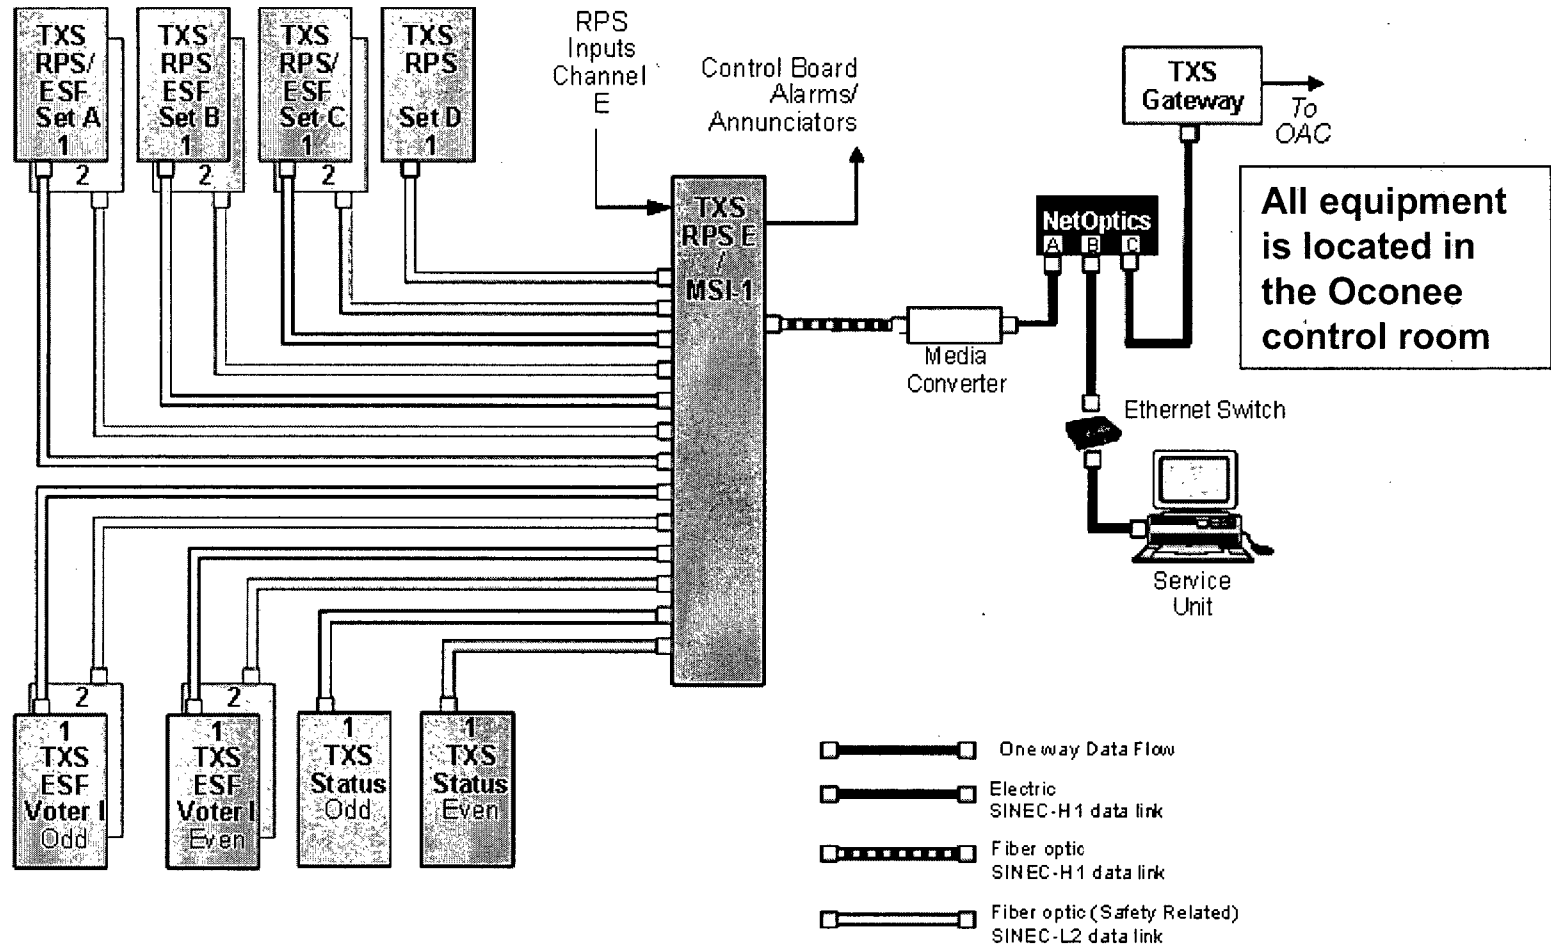 TXS
RPS/
ESF
Set A
1
2
TXS
RPS
ESF
Set B
1
2
TXS
RPS/
ESF
Set C
1
2
TXS
RPS
Set D
1
RPS
Inputs
Channel
E
Control Board
Alarms/
Annunciators
TXS
RPS E
/
MSI-1
TXS
Gateway
To
OAC
NetOptics
A B C
All equipment
is located in
the Oconee
control room
Media
Converter
Ethernet Switch
Service
Unit
2
1
TXS
ESF
Voter I
Odd
2
1
TXS
ESF
Voter I
Even
1
TXS
Status
Odd
1
TXS
Status
Even
One way Data Flow
Electric
SINEC-H1 data link
Fiber optic
SINEC-H1 data link
Fiber optic (Safety Related)
SINEC-L2 data link